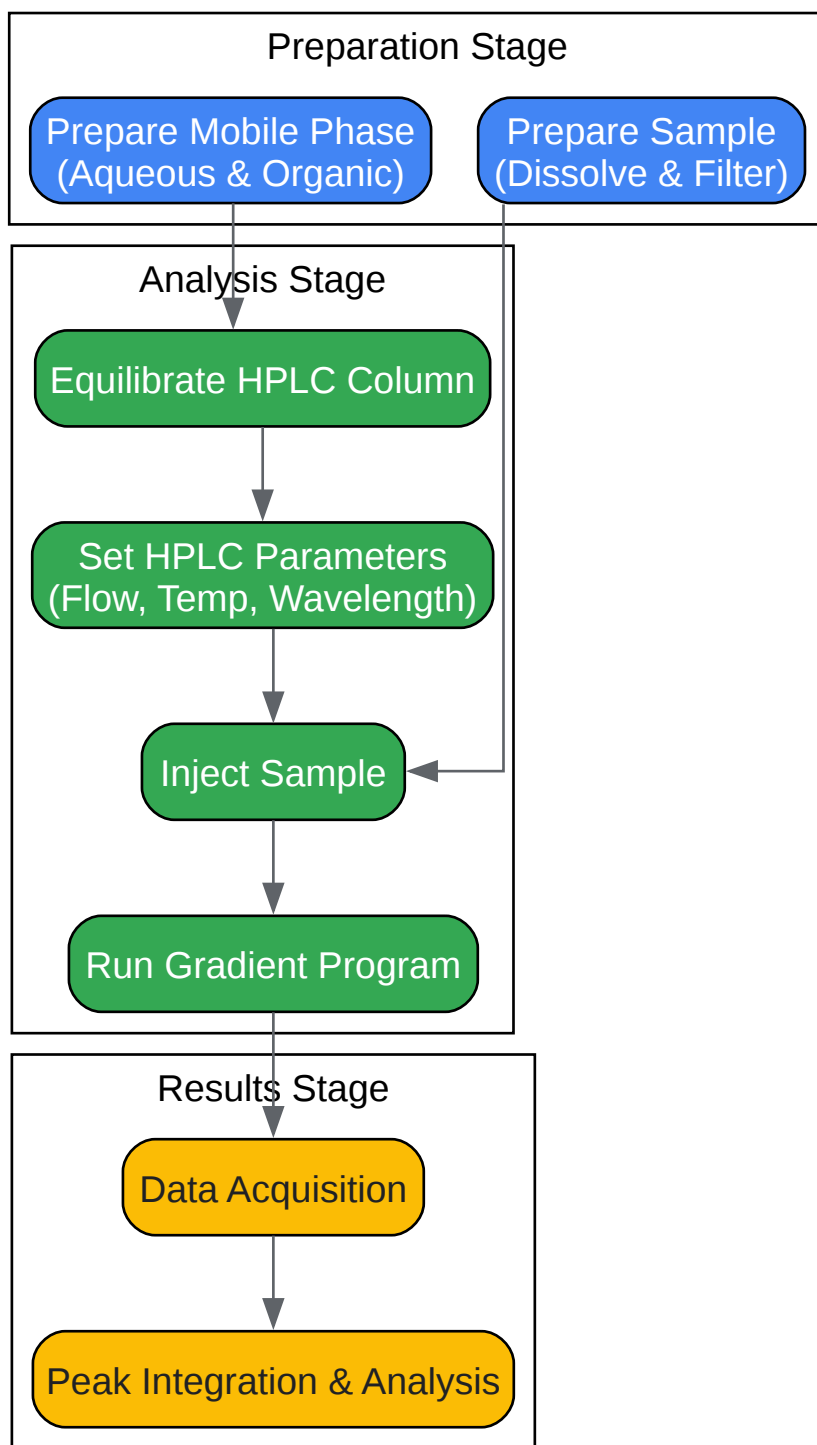 Preparation Stage
Prepare Mobile Phase
(Aqueous & Organic)
Prepare Sample
(Dissolve & Filter)
Analysis Stage
Equilibrate HPLC Column
Set HPLC Parameters
(Flow, Temp, Wavelength)
Inject Sample
Run Gradient Program
Results Stage
Data Acquisition
Peak Integration & Analysis